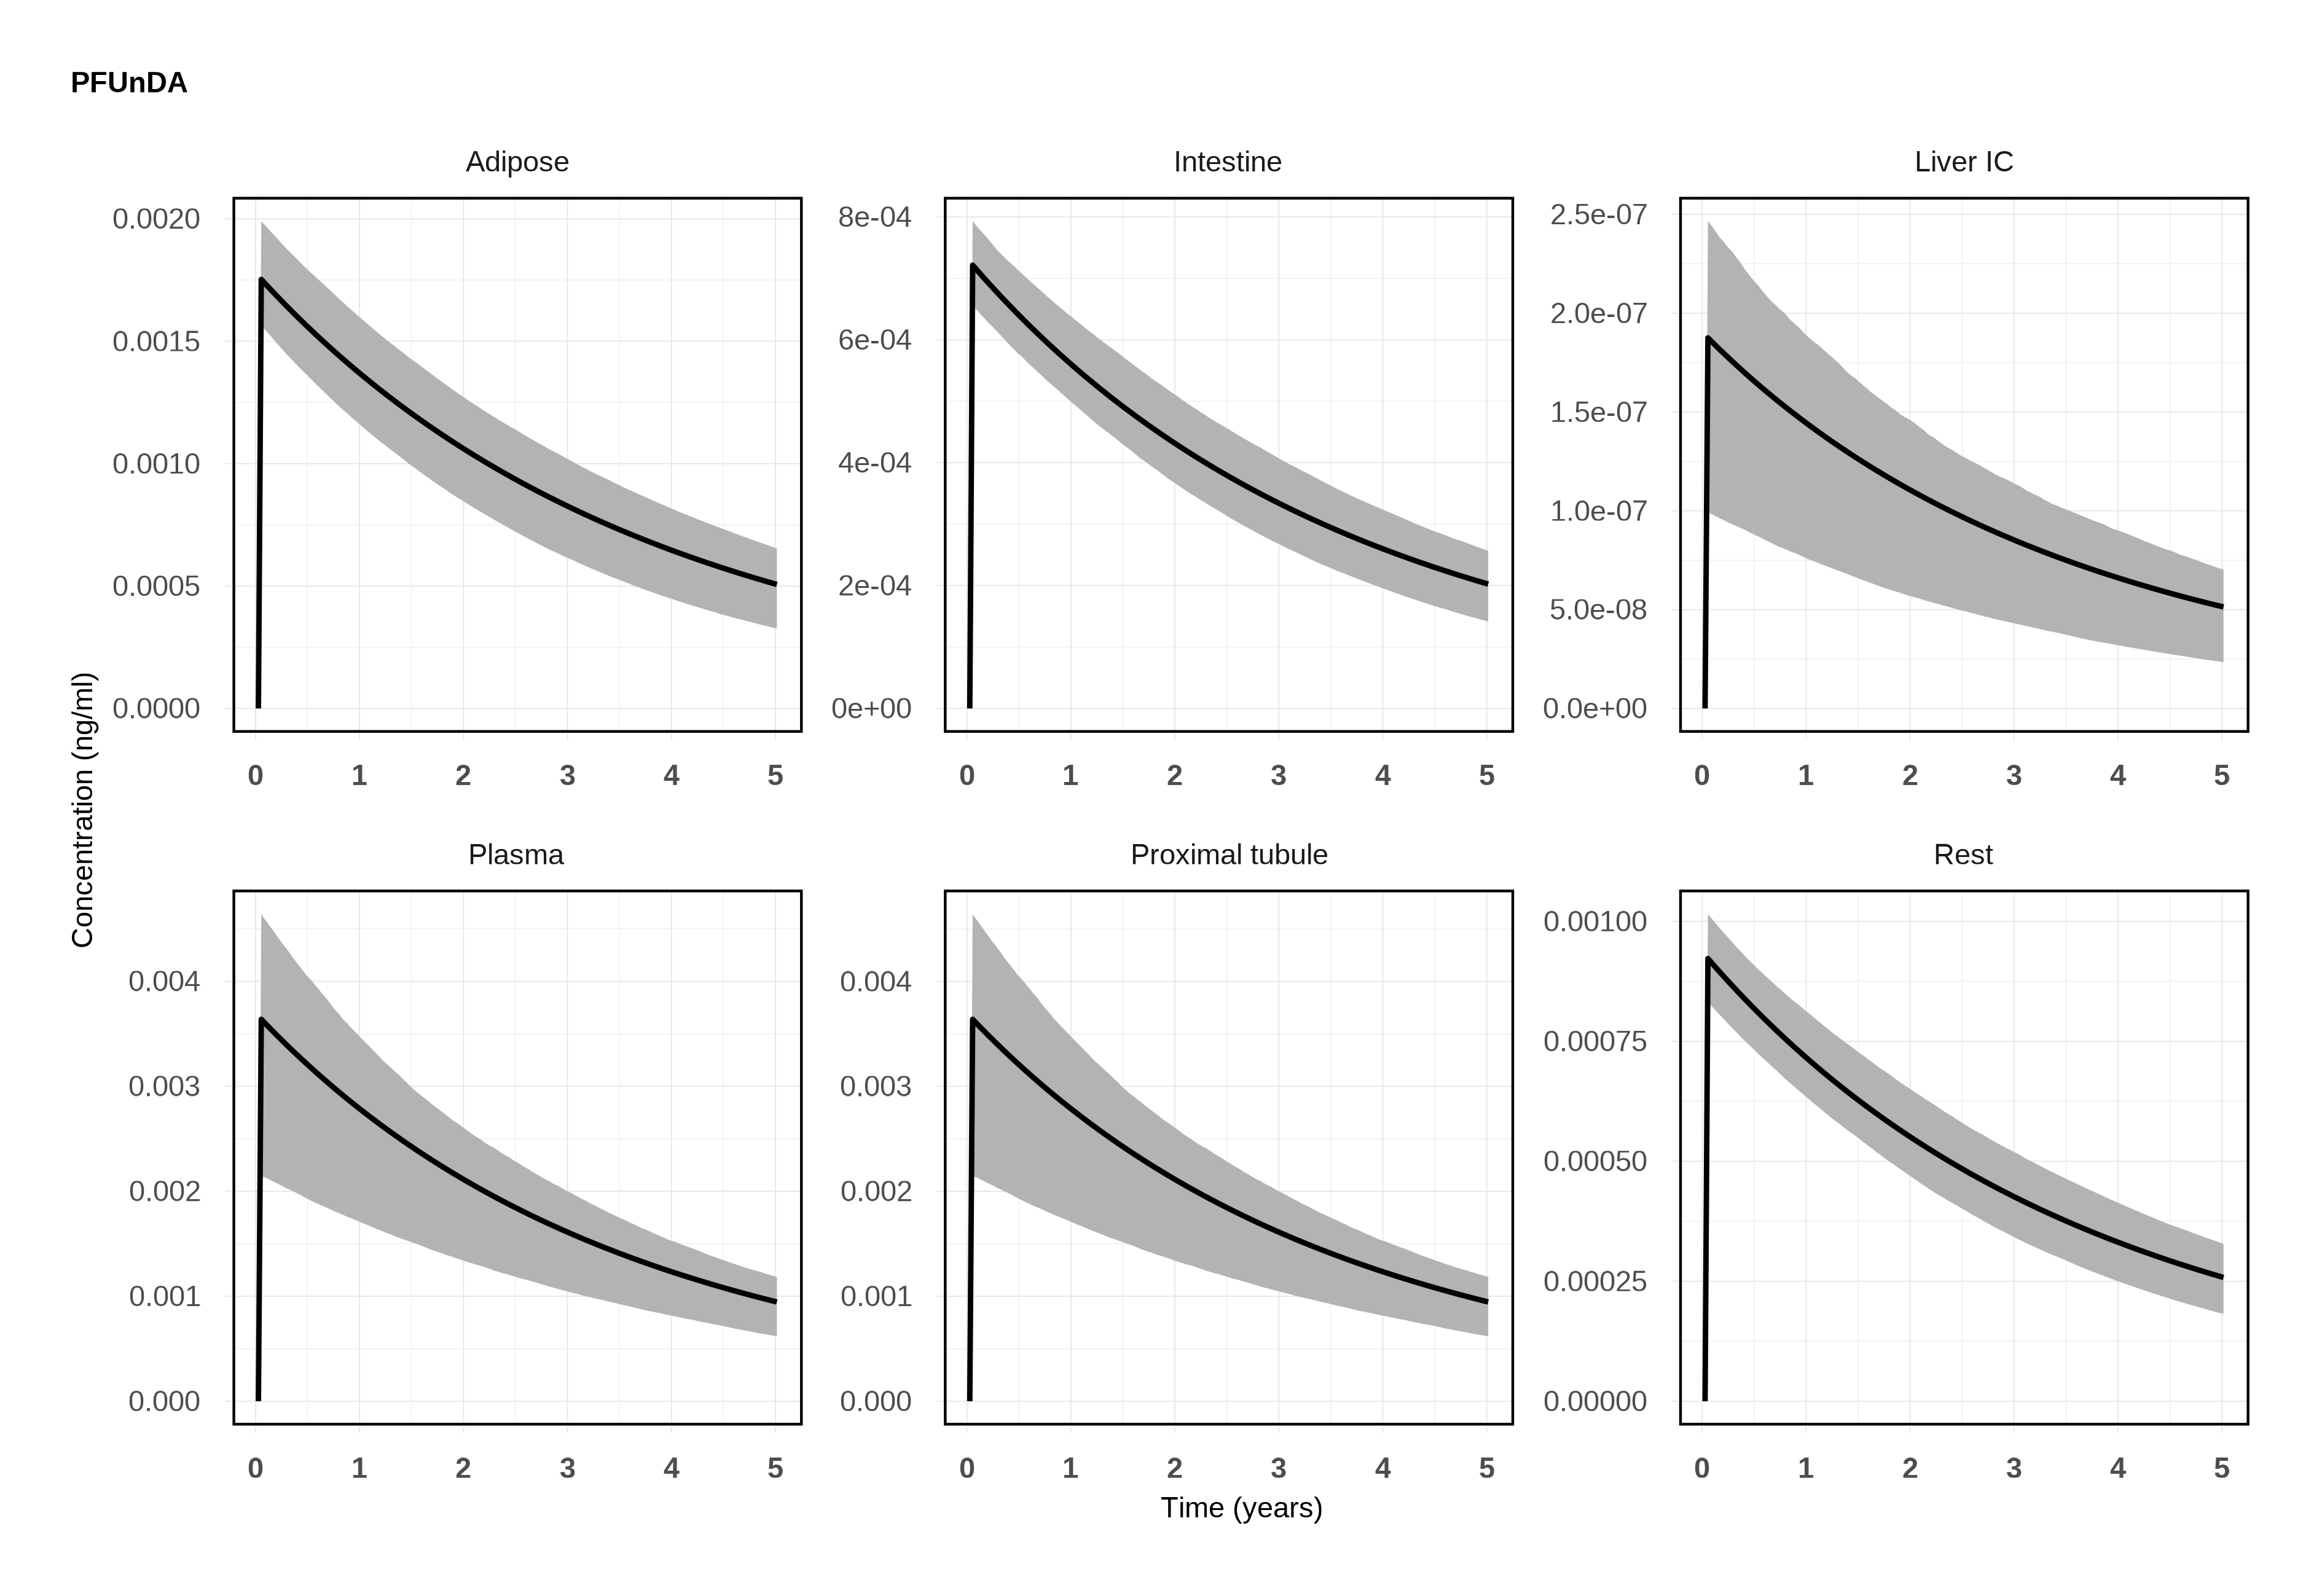 PFUnDA
Adipose Intestine Liver IC
0.0020 8e-04 2.5e-07
2.0e-07
0.0015 6e-04
1.5e-07
0.0010 4e-04
1.0e-07
0.0005 2e-04
5.0e-08
0.0000 0e+00 0.0e+00
0 1 2 3 4 5 0 1 2 3 4 5 0 1 2 3 4 5
Concentration (ng/ml)
Plasma Proximal tubule Rest
0.00100
0.004 0.004
0.00075
0.003 0.003
0.00050
0.002 0.002
0.00025
0.001 0.001
0.000 0.000 0.00000
0 1 2 3 4 5 0 1 2 3 4 5 0 1 2 3 4 5
Time (years)